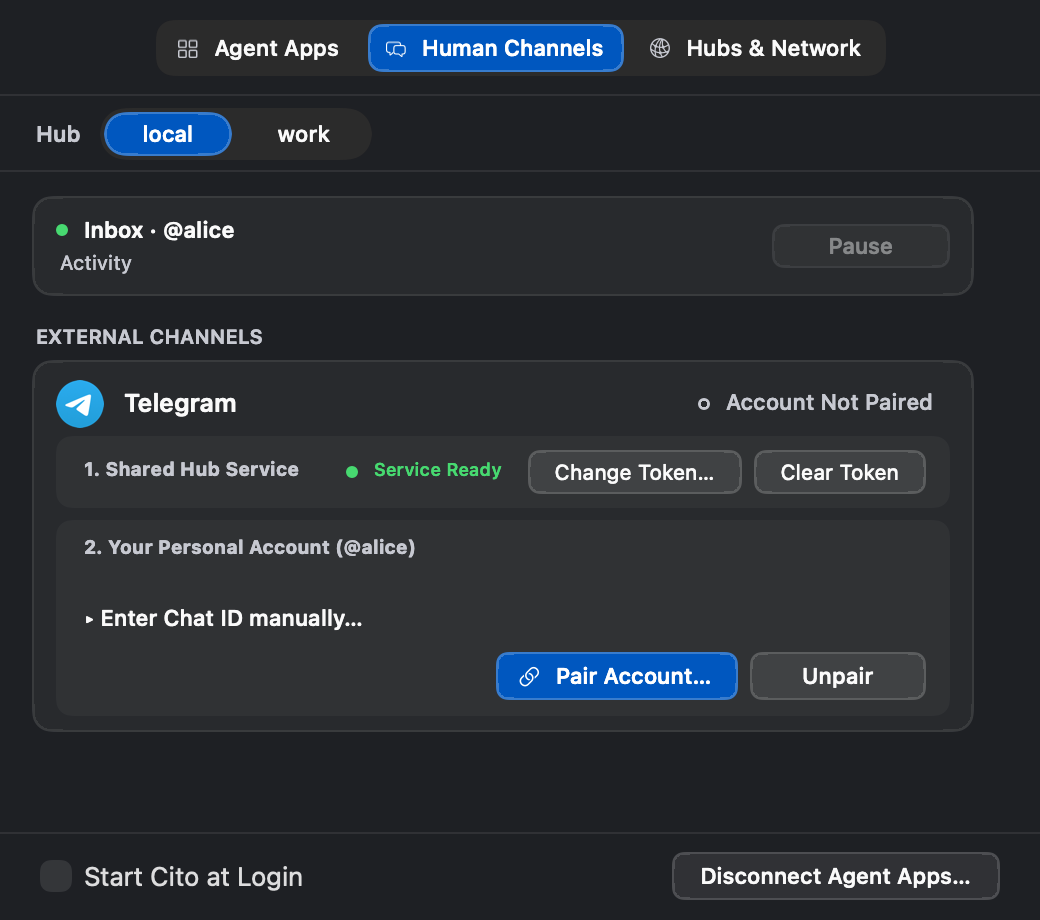 Agent Apps Human Channels Hubs & Network
Hub local work
Inbox · @alice
Activity
Pause
EXTERNAL CHANNELS
Telegram Account Not Paired
1. Shared Hub Service Service Ready Change Token... Clear Token
2. Your Personal Account (@alice)
Enter Chat ID manually...
Pair Account... Unpair
Start Cito at Login Disconnect Agent Apps...